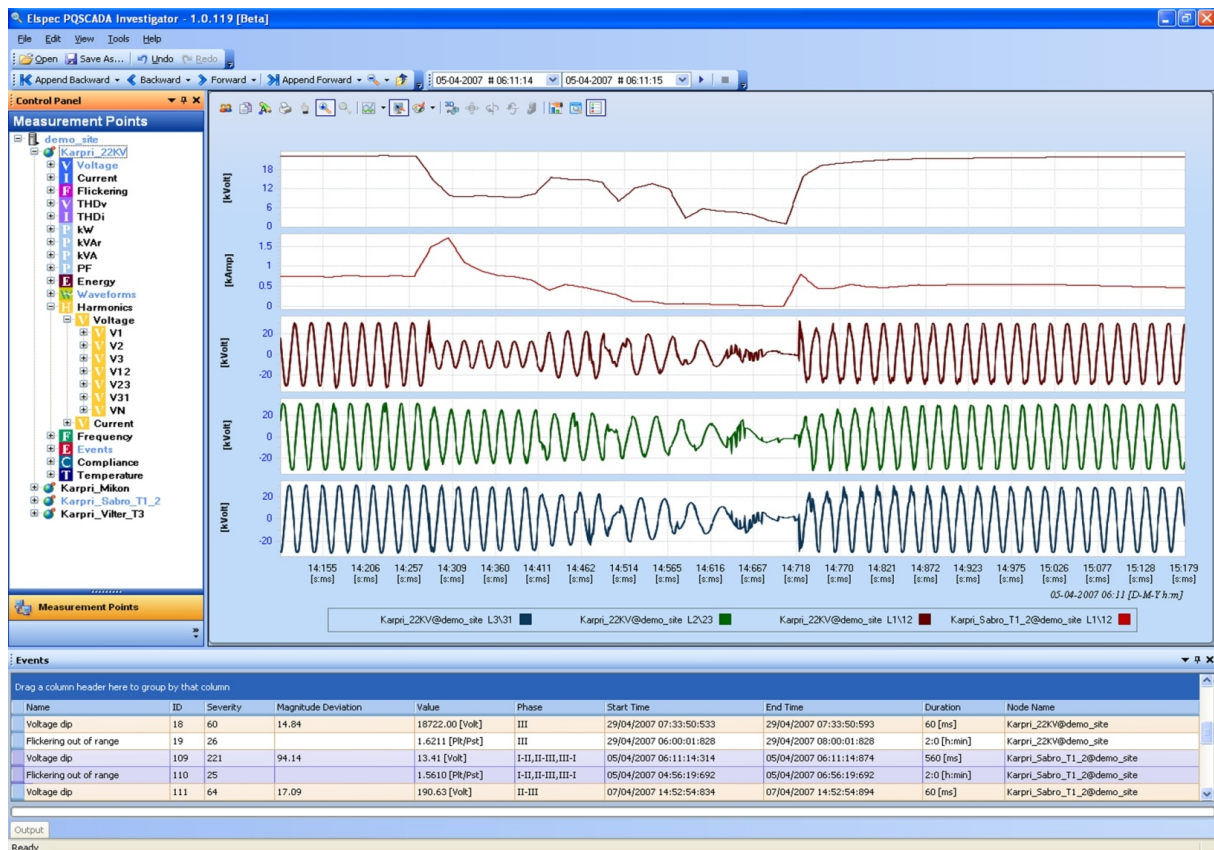 Elspec PQSCADA Investigator - 1.0.119 [Beta]
File Edit View Tools Help
Open Save As... Undo Redo
Append Backward Backward Forward Append Forward 05-04-2007 # 06:11:14 05-04-2007 # 06:11:15
Control Panel
Measurement Points
demo_site
Karpri_22KV
V Voltage
I Current
F Flickering
V THDv
I THDi
P kW
P kVAr
P kVA
P PF
E Energy
Waveforms
H Harmonics
V Voltage
V V1
V V2
V V3
V V12
V V23
V V31
V VN
V Current
F Frequency
E Events
C Compliance
T Temperature
Karpri_Mikon
Karpri_Sabro_T1_2
Karpri_Vilter_T3
Measurement Points
[kVolt]
18
12
6
0
[kAmp]
1.5
1
0.5
0
[kVolt]
20
0
-20
[kVolt]
20
0
-20
[kVolt]
20
0
-20
14:155 14:206 14:257 14:309 14:360 14:411 14:462 14:514 14:565 14:616 14:667 14:718 14:770 14:821 14:872 14:923 14:975 15:026 15:077 15:128 15:179
[s:ms] [s:ms] [s:ms] [s:ms] [s:ms] [s:ms] [s:ms] [s:ms] [s:ms] [s:ms] [s:ms] [s:ms] [s:ms] [s:ms] [s:ms] [s:ms] [s:ms] [s:ms] [s:ms] [s:ms] [s:ms]
05-04-2007 06:11 [D-M-Y h:m]
Karpri_22KV@demo_site L3\31 Karpri_22KV@demo_site L2\23 Karpri_22KV@demo_site L1\12 Karpri_Sabro_T1_2@demo_site L1\12
Events
Drag a column header here to group by that column
Name ID Severity Magnitude Deviation Value Phase Start Time End Time Duration Node Name
Voltage dip 18 60 14.84 18722.00 [Volt] III 29/04/2007 07:33:50:533 29/04/2007 07:33:50:593 60 [ms] Karpri_22KV@demo_site
Flickering out of range 19 26 1.6211 [Plt/Pst] III 29/04/2007 06:00:01:828 29/04/2007 08:00:01:828 2:0 [h:min] Karpri_22KV@demo_site
Voltage dip 109 221 94.14 13.41 [Volt] I-II,II-III,III-I 05/04/2007 06:11:14:314 05/04/2007 06:11:14:874 560 [ms] Karpri_Sabro_T1_2@demo_site
Flickering out of range 110 25 1.5610 [Plt/Pst] I-II,II-III,III-I 05/04/2007 04:56:19:692 05/04/2007 06:56:19:692 2:0 [h:min] Karpri_Sabro_T1_2@demo_site
Voltage dip 111 64 17.09 190.63 [Volt] II-III 07/04/2007 14:52:54:834 07/04/2007 14:52:54:894 60 [ms] Karpri_Sabro_T1_2@demo_site
Output
Ready